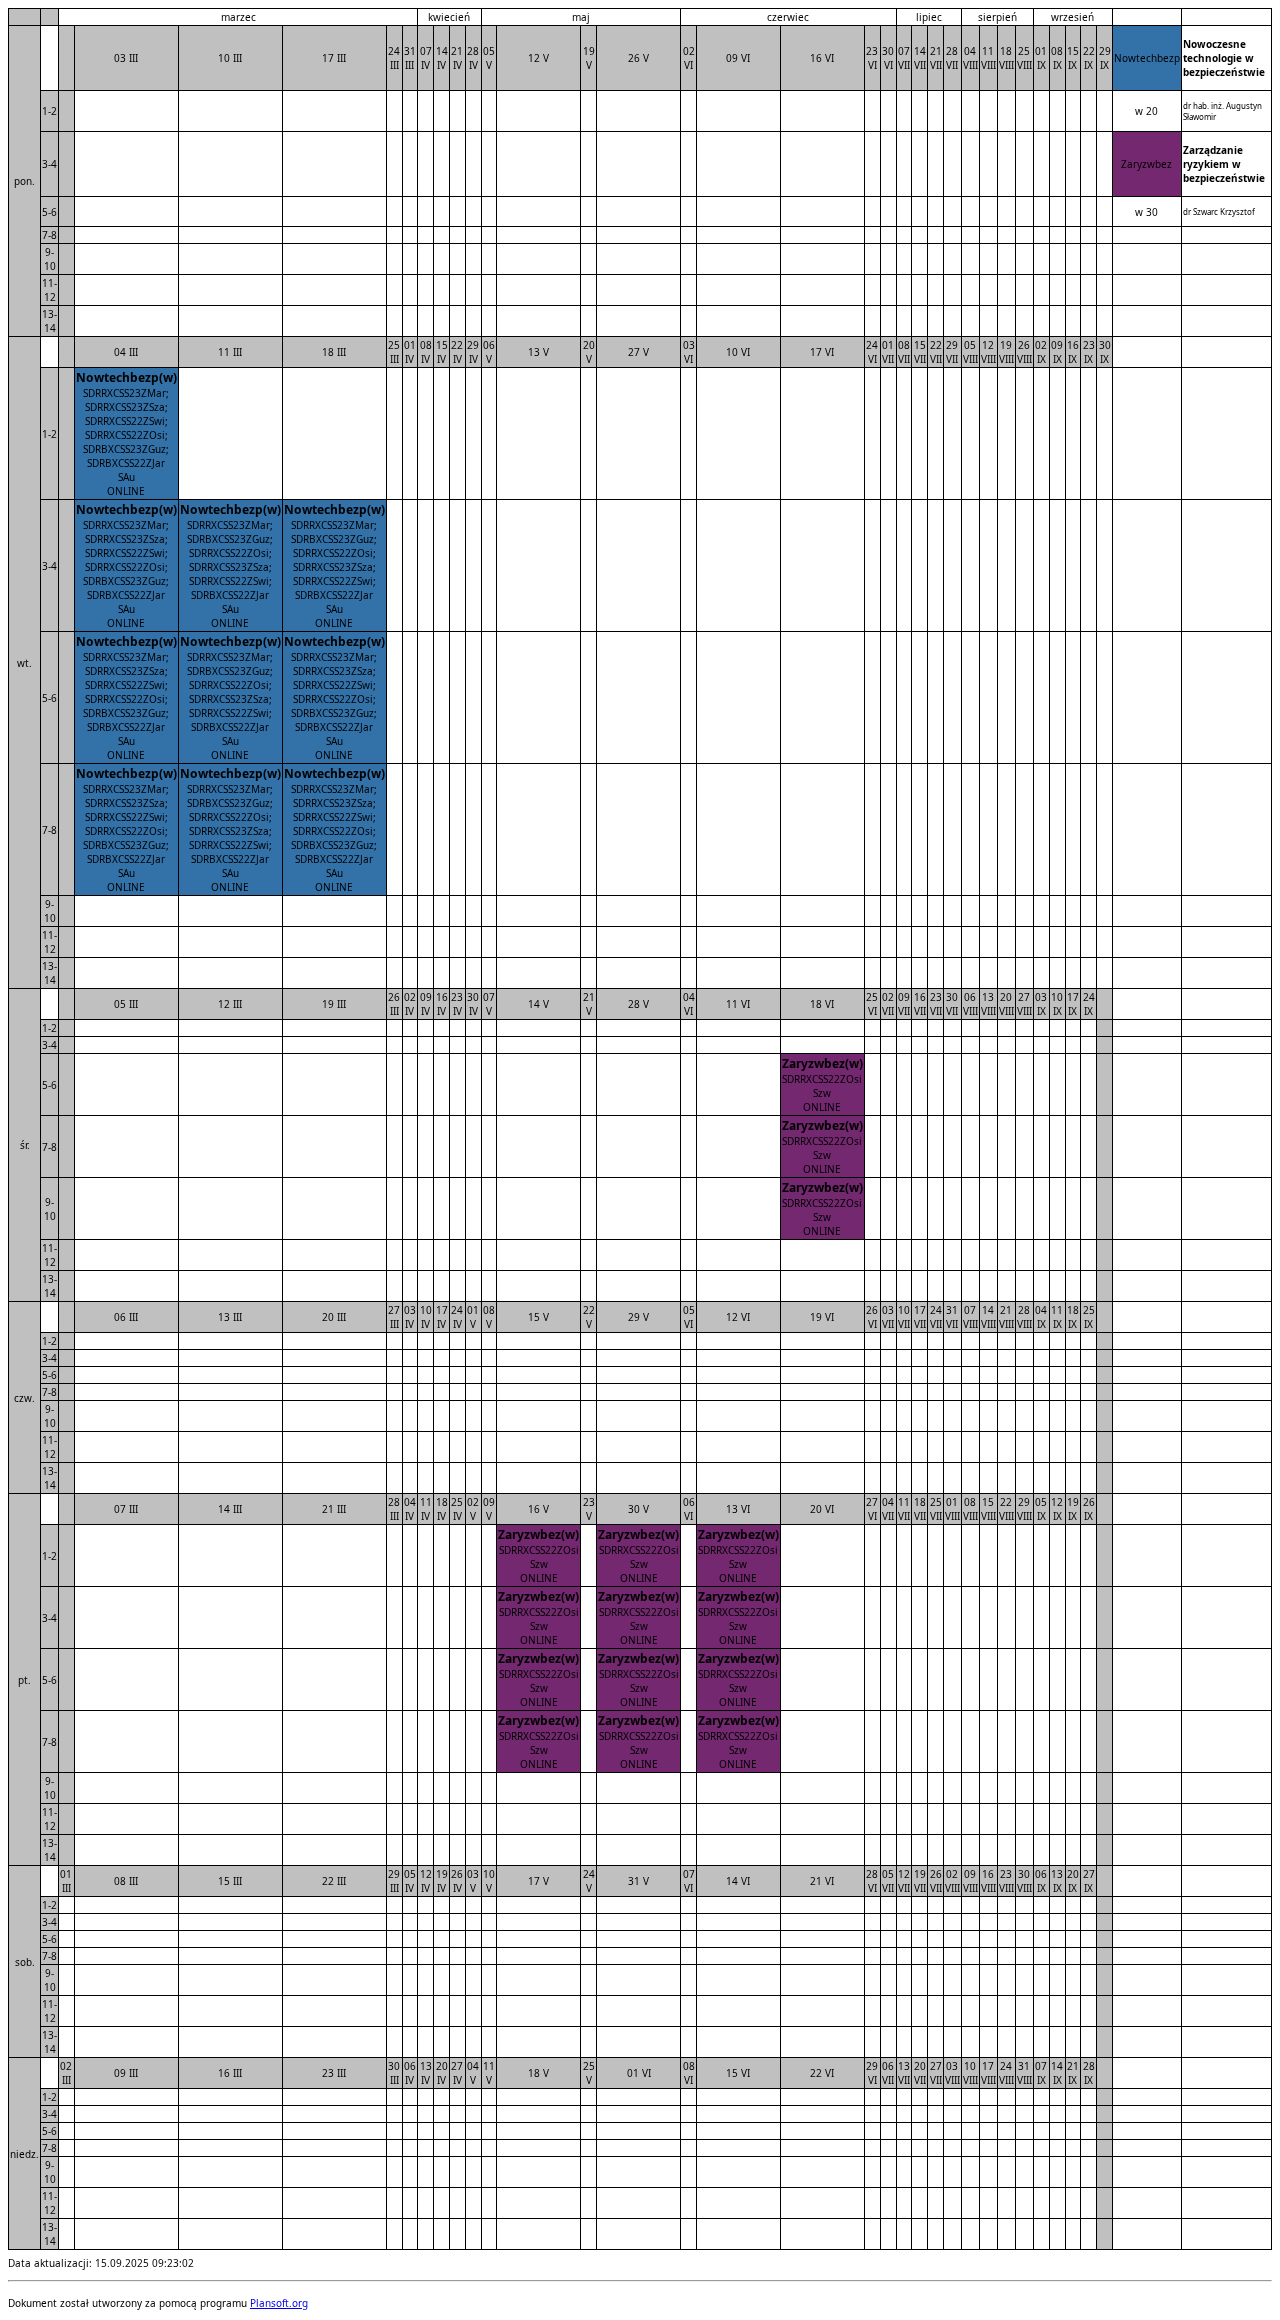 marzec kwiecień maj czerwiec lipiec sierpień wrzesień
pon. 03 III 10 III 17 III 24 III 31 III 07 IV 14 IV 21 IV 28 IV 05 V 12 V 19 V 26 V 02 VI 09 VI 16 VI 23 VI 30 VI 07 VII 14 VII 21 VII 28 VII 04 VIII 11 VIII 18 VIII 25 VIII 01 IX 08 IX 15 IX 22 IX 29 IX Nowtechbezp Nowoczesne technologie w bezpieczeństwie
1-2 w 20 dr hab. inż. Augustyn Sławomir
3-4 Zaryzwbez Zarządzanie ryzykiem w bezpieczeństwie
5-6 w 30 dr Szwarc Krzysztof
7-8
9-10
11-12
13-14
wt. 04 III 11 III 18 III 25 III 01 IV 08 IV 15 IV 22 IV 29 IV 06 V 13 V 20 V 27 V 03 VI 10 VI 17 VI 24 VI 01 VII 08 VII 15 VII 22 VII 29 VII 05 VIII 12 VIII 19 VIII 26 VIII 02 IX 09 IX 16 IX 23 IX 30 IX
1-2 Nowtechbezp(w)
SDRRXCSS23ZMar;
SDRRXCSS23ZSza;
SDRRXCSS22ZSwi;
SDRRXCSS22ZOsi;
SDRBXCSS23ZGuz;
SDRBXCSS22ZJar
SAu
ONLINE
3-4 Nowtechbezp(w) Nowtechbezp(w) Nowtechbezp(w)
SDRRXCSS23ZMar; SDRRXCSS23ZMar; SDRRXCSS23ZMar;
SDRRXCSS23ZSza; SDRBXCSS23ZGuz; SDRBXCSS23ZGuz;
SDRRXCSS22ZSwi; SDRRXCSS22ZOsi; SDRRXCSS22ZOsi;
SDRRXCSS22ZOsi; SDRRXCSS23ZSza; SDRRXCSS23ZSza;
SDRBXCSS23ZGuz; SDRRXCSS22ZSwi; SDRRXCSS22ZSwi;
SDRBXCSS22ZJar SDRBXCSS22ZJar SDRBXCSS22ZJar
SAu SAu SAu
ONLINE ONLINE ONLINE
5-6 Nowtechbezp(w) Nowtechbezp(w) Nowtechbezp(w)
SDRRXCSS23ZMar; SDRRXCSS23ZMar; SDRRXCSS23ZMar;
SDRRXCSS23ZSza; SDRBXCSS23ZGuz; SDRRXCSS23ZSza;
SDRRXCSS22ZSwi; SDRRXCSS22ZOsi; SDRRXCSS22ZSwi;
SDRRXCSS22ZOsi; SDRRXCSS23ZSza; SDRRXCSS22ZOsi;
SDRBXCSS23ZGuz; SDRRXCSS22ZSwi; SDRBXCSS23ZGuz;
SDRBXCSS22ZJar SDRBXCSS22ZJar SDRBXCSS22ZJar
SAu SAu SAu
ONLINE ONLINE ONLINE
7-8 Nowtechbezp(w) Nowtechbezp(w) Nowtechbezp(w)
SDRRXCSS23ZMar; SDRRXCSS23ZMar; SDRRXCSS23ZMar;
SDRRXCSS23ZSza; SDRBXCSS23ZGuz; SDRRXCSS23ZSza;
SDRRXCSS22ZSwi; SDRRXCSS22ZOsi; SDRRXCSS22ZSwi;
SDRRXCSS22ZOsi; SDRRXCSS23ZSza; SDRRXCSS22ZOsi;
SDRBXCSS23ZGuz; SDRRXCSS22ZSwi; SDRBXCSS23ZGuz;
SDRBXCSS22ZJar SDRBXCSS22ZJar SDRBXCSS22ZJar
SAu SAu SAu
ONLINE ONLINE ONLINE
9-10
11-12
13-14
śr. 05 III 12 III 19 III 26 III 02 IV 09 IV 16 IV 23 IV 30 IV 07 V 14 V 21 V 28 V 04 VI 11 VI 18 VI 25 VI 02 VII 09 VII 16 VII 23 VII 30 VII 06 VIII 13 VIII 20 VIII 27 VIII 03 IX 10 IX 17 IX 24 IX
1-2
3-4
5-6 Zaryzwbez(w)
SDRRXCSS22ZOsi
Szw
ONLINE
7-8 Zaryzwbez(w)
SDRRXCSS22ZOsi
Szw
ONLINE
9-10 Zaryzwbez(w)
SDRRXCSS22ZOsi
Szw
ONLINE
11-12
13-14
czw. 06 III 13 III 20 III 27 III 03 IV 10 IV 17 IV 24 IV 01 V 08 V 15 V 22 V 29 V 05 VI 12 VI 19 VI 26 VI 03 VII 10 VII 17 VII 24 VII 31 VII 07 VIII 14 VIII 21 VIII 28 VIII 04 IX 11 IX 18 IX 25 IX
1-2
3-4
5-6
7-8
9-10
11-12
13-14
pt. 07 III 14 III 21 III 28 III 04 IV 11 IV 18 IV 25 IV 02 V 09 V 16 V 23 V 30 V 06 VI 13 VI 20 VI 27 VI 04 VII 11 VII 18 VII 25 VII 01 VIII 08 VIII 15 VIII 22 VIII 29 VIII 05 IX 12 IX 19 IX 26 IX
1-2 Zaryzwbez(w) Zaryzwbez(w) Zaryzwbez(w)
SDRRXCSS22ZOsi SDRRXCSS22ZOsi SDRRXCSS22ZOsi
Szw Szw Szw
ONLINE ONLINE ONLINE
3-4 Zaryzwbez(w) Zaryzwbez(w) Zaryzwbez(w)
SDRRXCSS22ZOsi SDRRXCSS22ZOsi SDRRXCSS22ZOsi
Szw Szw Szw
ONLINE ONLINE ONLINE
5-6 Zaryzwbez(w) Zaryzwbez(w) Zaryzwbez(w)
SDRRXCSS22ZOsi SDRRXCSS22ZOsi SDRRXCSS22ZOsi
Szw Szw Szw
ONLINE ONLINE ONLINE
7-8 Zaryzwbez(w) Zaryzwbez(w) Zaryzwbez(w)
SDRRXCSS22ZOsi SDRRXCSS22ZOsi SDRRXCSS22ZOsi
Szw Szw Szw
ONLINE ONLINE ONLINE
9-10
11-12
13-14
sob. 01 III 08 III 15 III 22 III 29 III 05 IV 12 IV 19 IV 26 IV 03 V 10 V 17 V 24 V 31 V 07 VI 14 VI 21 VI 28 VI 05 VII 12 VII 19 VII 26 VII 02 VIII 09 VIII 16 VIII 23 VIII 30 VIII 06 IX 13 IX 20 IX 27 IX
1-2
3-4
5-6
7-8
9-10
11-12
13-14
niedz. 02 III 09 III 16 III 23 III 30 III 06 IV 13 IV 20 IV 27 IV 04 V 11 V 18 V 25 V 01 VI 08 VI 15 VI 22 VI 29 VI 06 VII 13 VII 20 VII 27 VII 03 VIII 10 VIII 17 VIII 24 VIII 31 VIII 07 IX 14 IX 21 IX 28 IX
1-2
3-4
5-6
7-8
9-10
11-12
13-14
Data aktualizacji: 15.09.2025 09:23:02
Dokument został utworzony za pomocą programu Plansoft.org